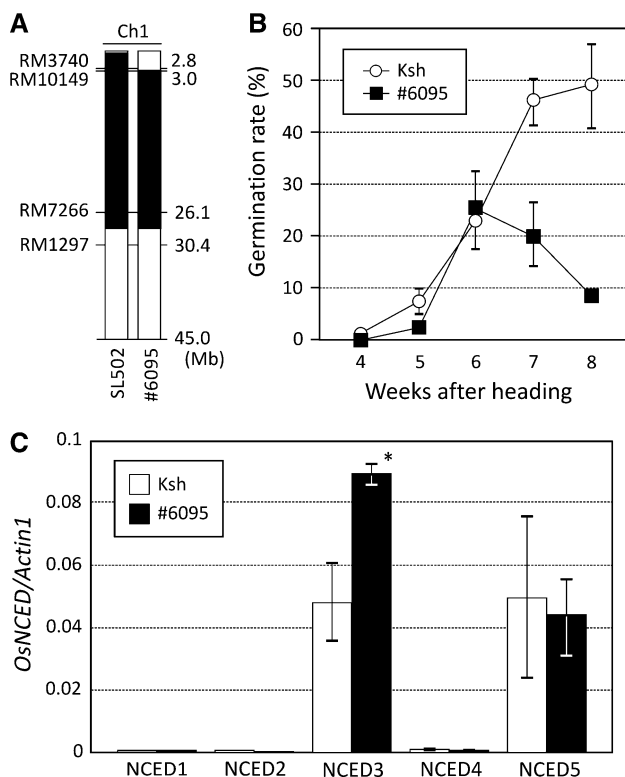 A
Ch1
RM3740 2.8
RM10149 3.0
RM7266 26.1
RM1297 30.4
45.0
(Mb)
SL502
#6095
B
Germination rate (%)
60
50
40
30
20
10
0
Ksh
#6095
4 5 6 7 8
Weeks after heading
C
OsNCED/Actin1
0.1
0.08
0.06
0.04
0.02
0
Ksh
#6095
*
NCED1 NCED2 NCED3 NCED4 NCED5